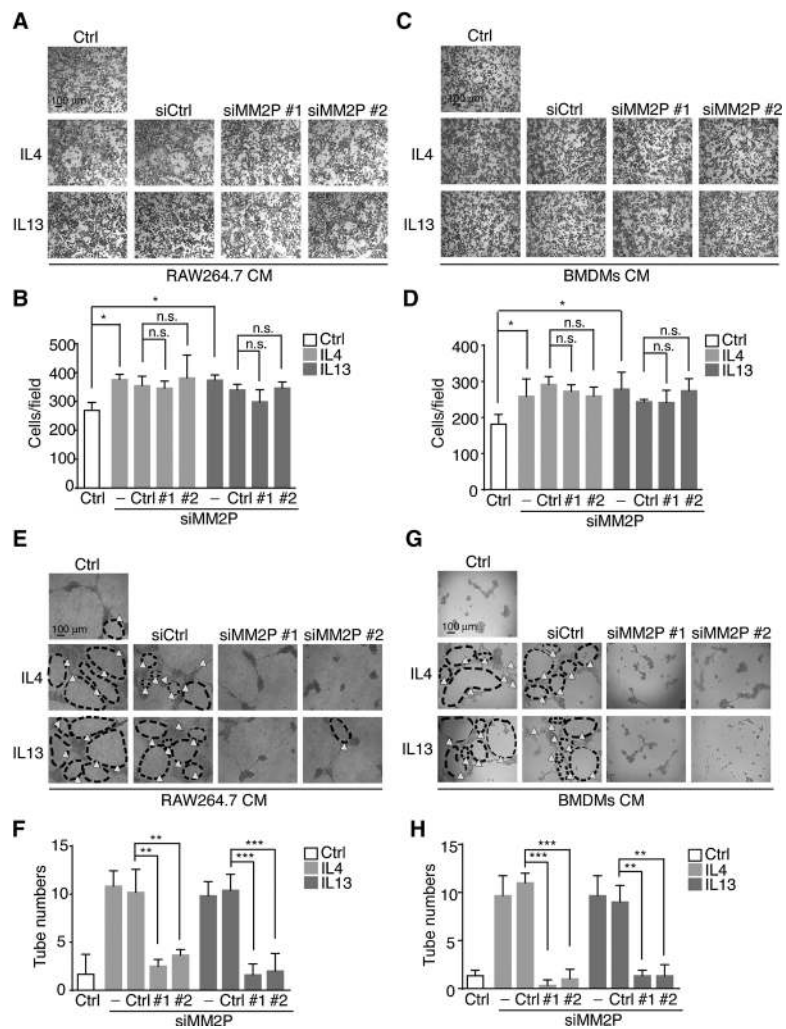 A
Ctrl
100 μm
siCtrl siMM2P #1 siMM2P #2
IL4
IL13
RAW264.7 CM
C
Ctrl
100 μm
siCtrl siMM2P #1 siMM2P #2
IL4
IL13
BMDMs CM
B
*
*
n.s.
n.s.
n.s.
n.s.
Ctrl
IL4
IL13
Cells/field
500
400
300
200
100
0
Ctrl – Ctrl #1 #2 – Ctrl #1 #2
siMM2P
D
*
*
n.s.
n.s.
n.s.
n.s.
Ctrl
IL4
IL13
Cells/field
400
300
200
100
0
Ctrl – Ctrl #1 #2 – Ctrl #1 #2
siMM2P
E
Ctrl
100 μm
siCtrl siMM2P #1 siMM2P #2
IL4
IL13
RAW264.7 CM
G
Ctrl
100 μm
siCtrl siMM2P #1 siMM2P #2
IL4
IL13
BMDMs CM
F
**
**
***
***
Ctrl
IL4
IL13
Tube numbers
15
10
5
0
Ctrl – Ctrl #1 #2 – Ctrl #1 #2
siMM2P
H
***
***
**
**
Ctrl
IL4
IL13
Tube numbers
15
10
5
0
Ctrl – Ctrl #1 #2 – Ctrl #1 #2
siMM2P